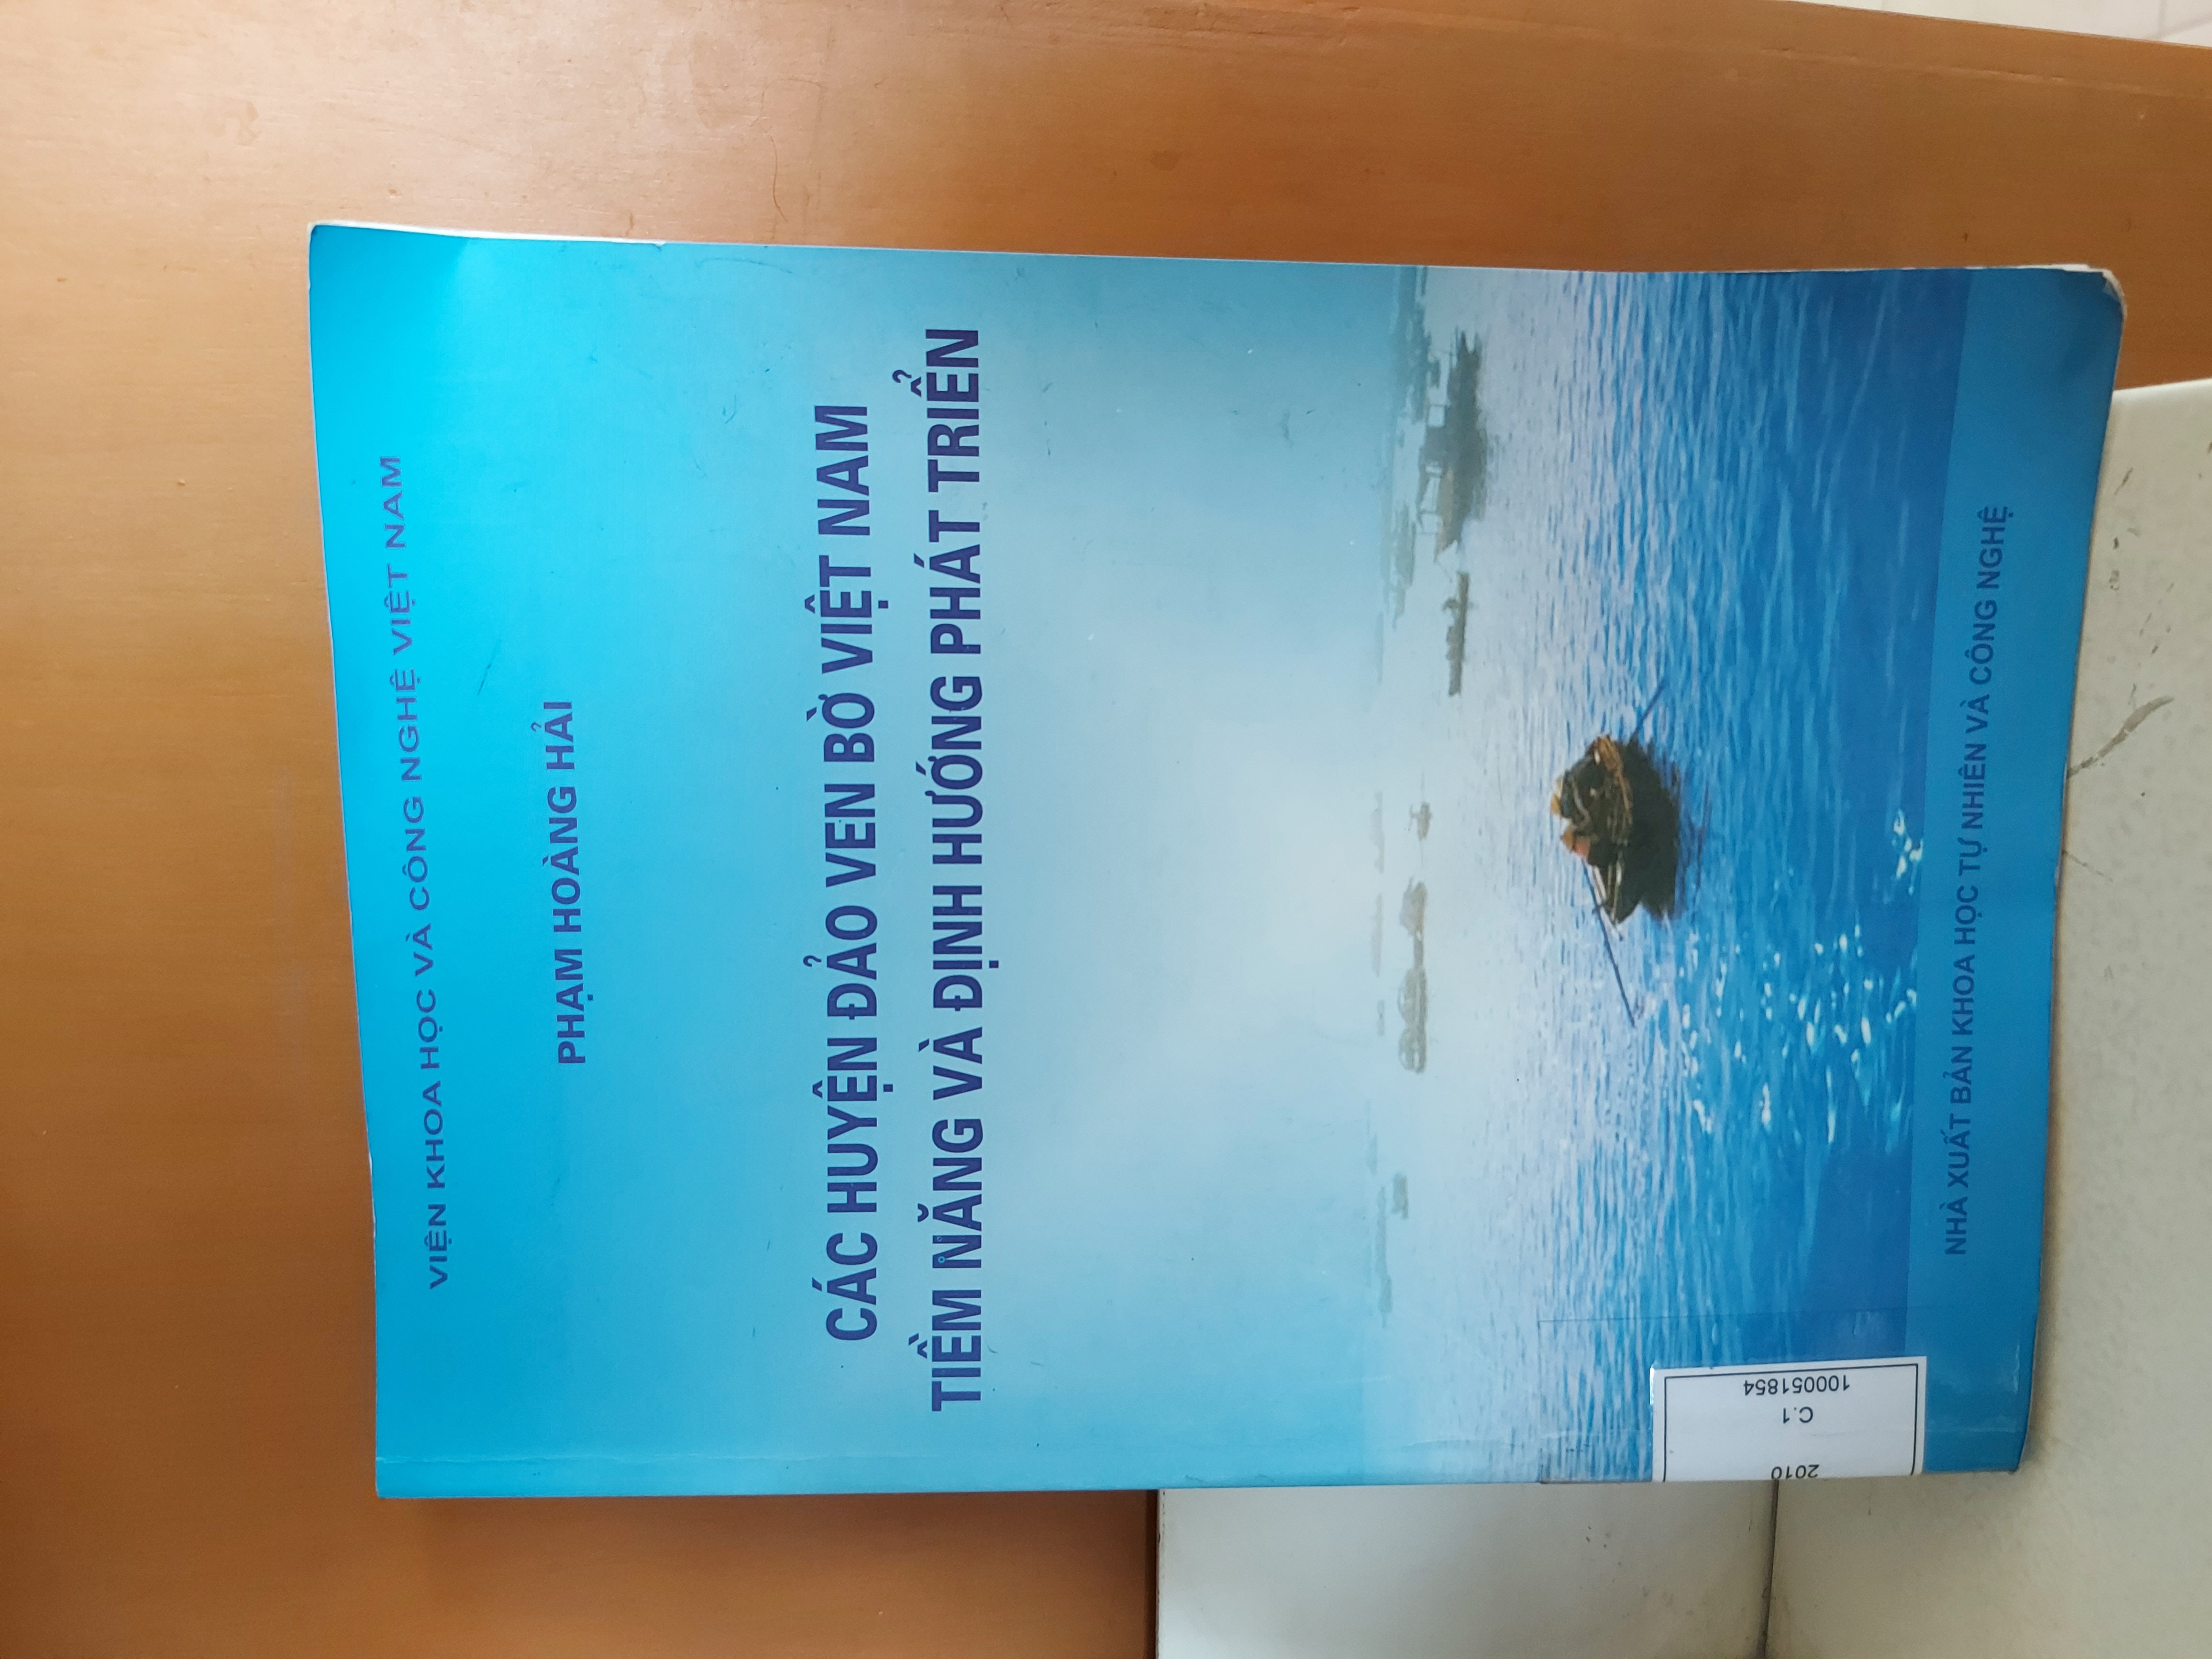 VIỆN KHOA HỌC VÀ CÔNG NGHỆ VIỆT NAM
PHẠM HOÀNG HẢI
CÁC HUYỆN ĐẢO VEN BỜ VIỆT NAM
TIỀM NĂNG VÀ ĐỊNH HƯỚNG PHÁT TRIỂN
2010
C.1
100051854
NHÀ XUẤT BẢN KHOA HỌC TỰ NHIÊN VÀ CÔNG NGHỆ